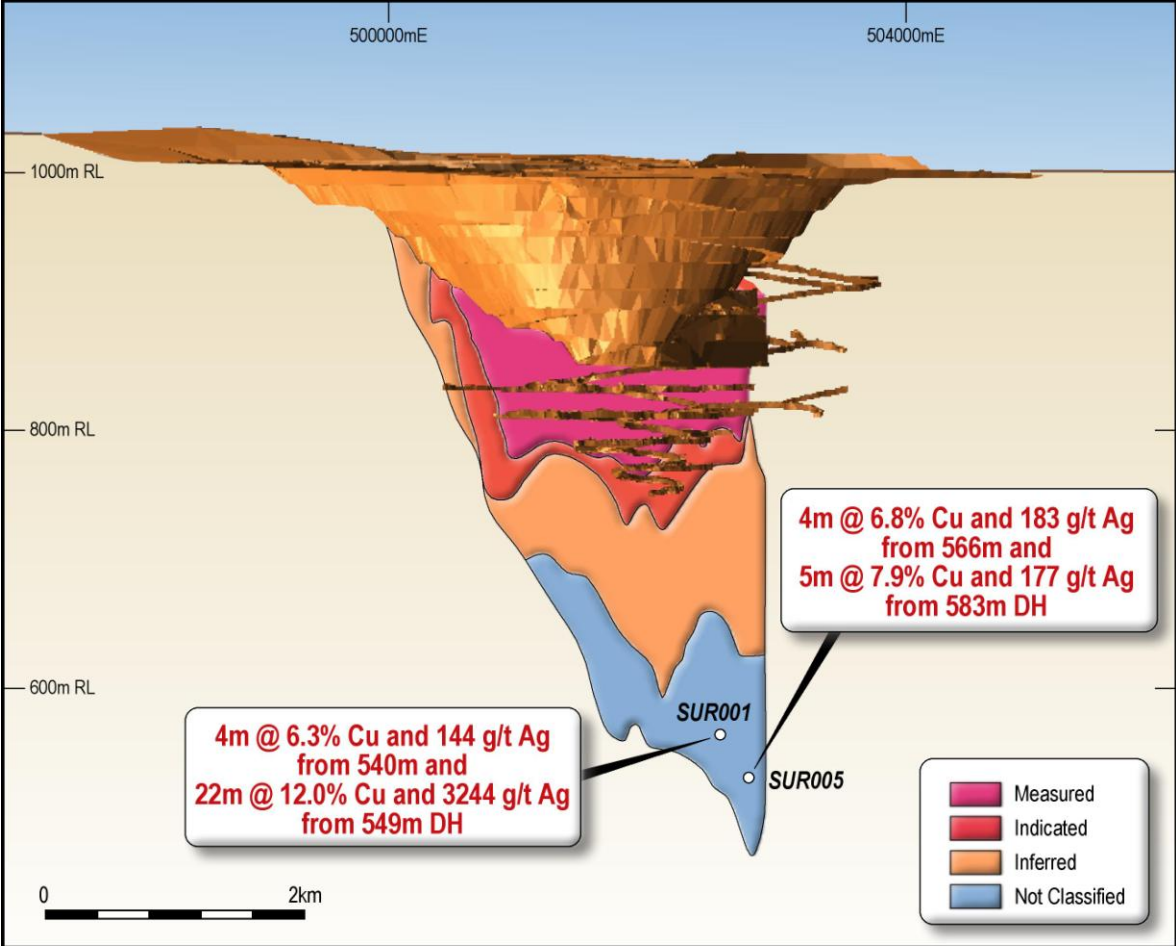 500000mE
504000mE
1000m RL
800m RL
600m RL
4m @ 6.8% Cu and 183 g/t Ag
from 566m and
5m @ 7.9% Cu and 177 g/t Ag
from 583m DH
SUR001
4m @ 6.3% Cu and 144 g/t Ag
from 540m and
22m @ 12.0% Cu and 3244 g/t Ag
from 549m DH
SUR005
Measured
Indicated
Inferred
Not Classified
0 2km